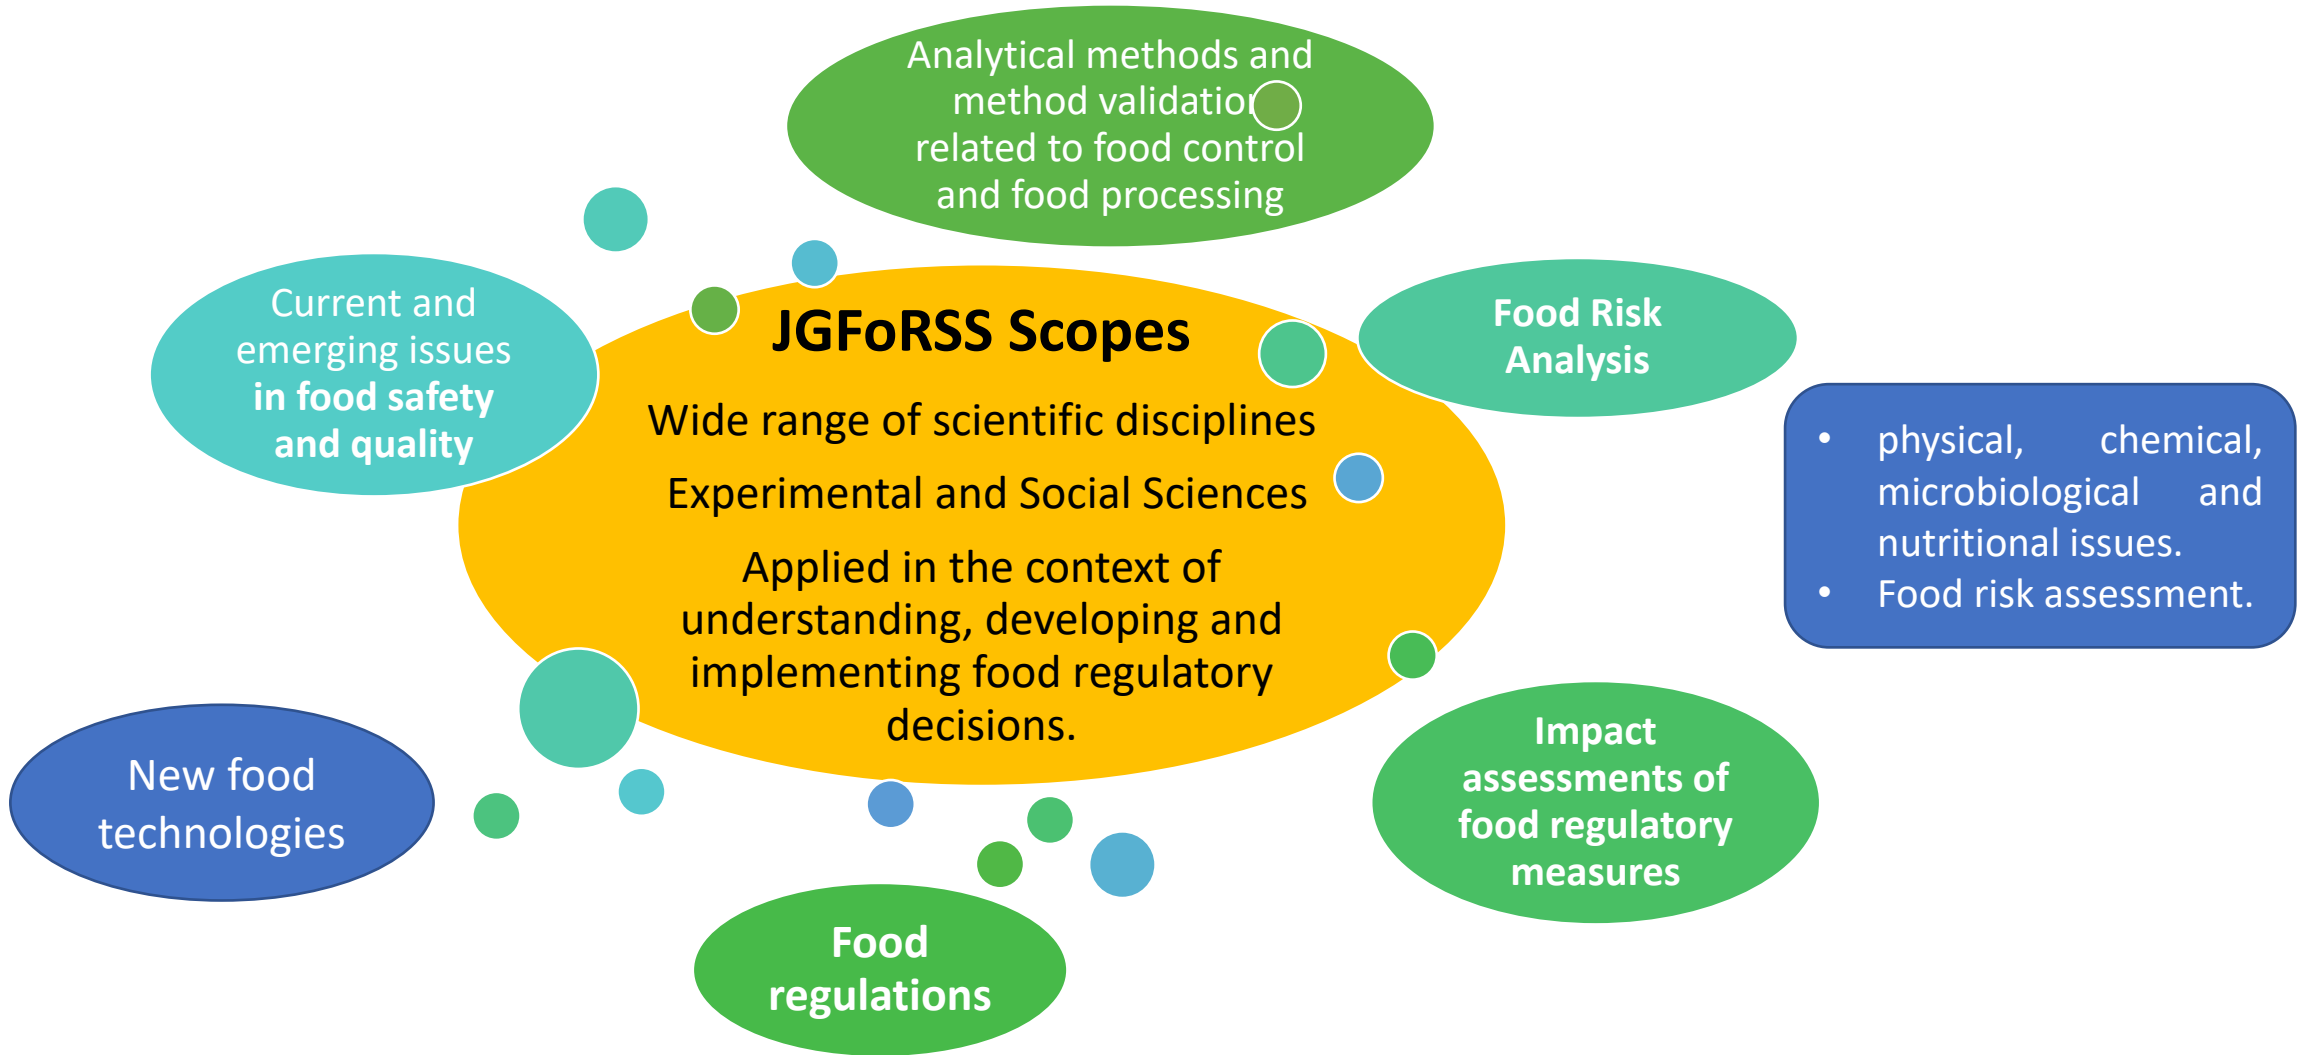 Analytical methods and
method validation
related to food control
and food processing
Current and
emerging issues
in food safety
and quality
JGFoRSS Scopes
Wide range of scientific disciplines
Experimental and Social Sciences
Applied in the context of
understanding, developing and
implementing food regulatory
decisions.
Food Risk
Analysis
• physical, chemical,
microbiological and
nutritional issues.
• Food risk assessment.
Impact
assessments of
food regulatory
measures
New food
technologies
Food
regulations